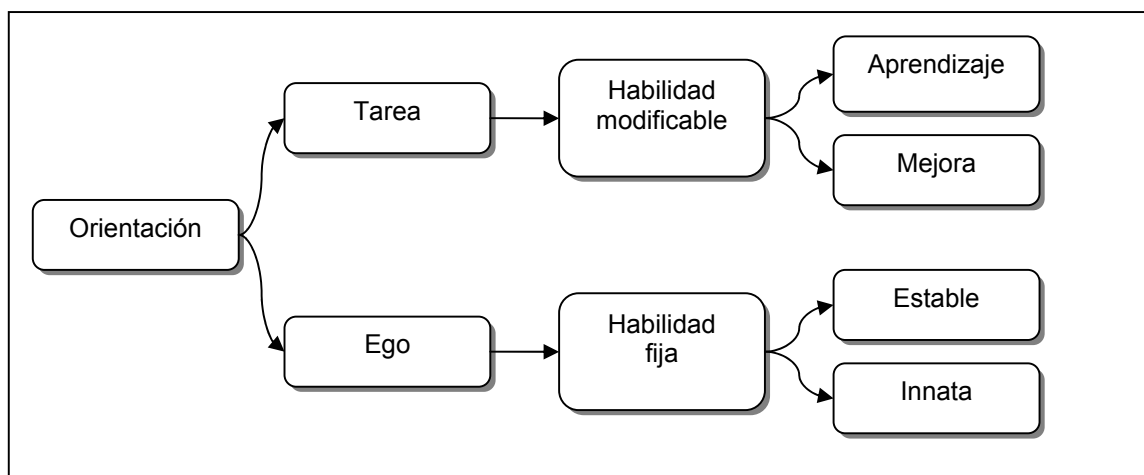 Orientación
Tarea
Habilidad
modificable
Aprendizaje
Mejora
Ego
Habilidad
fija
Estable
Innata